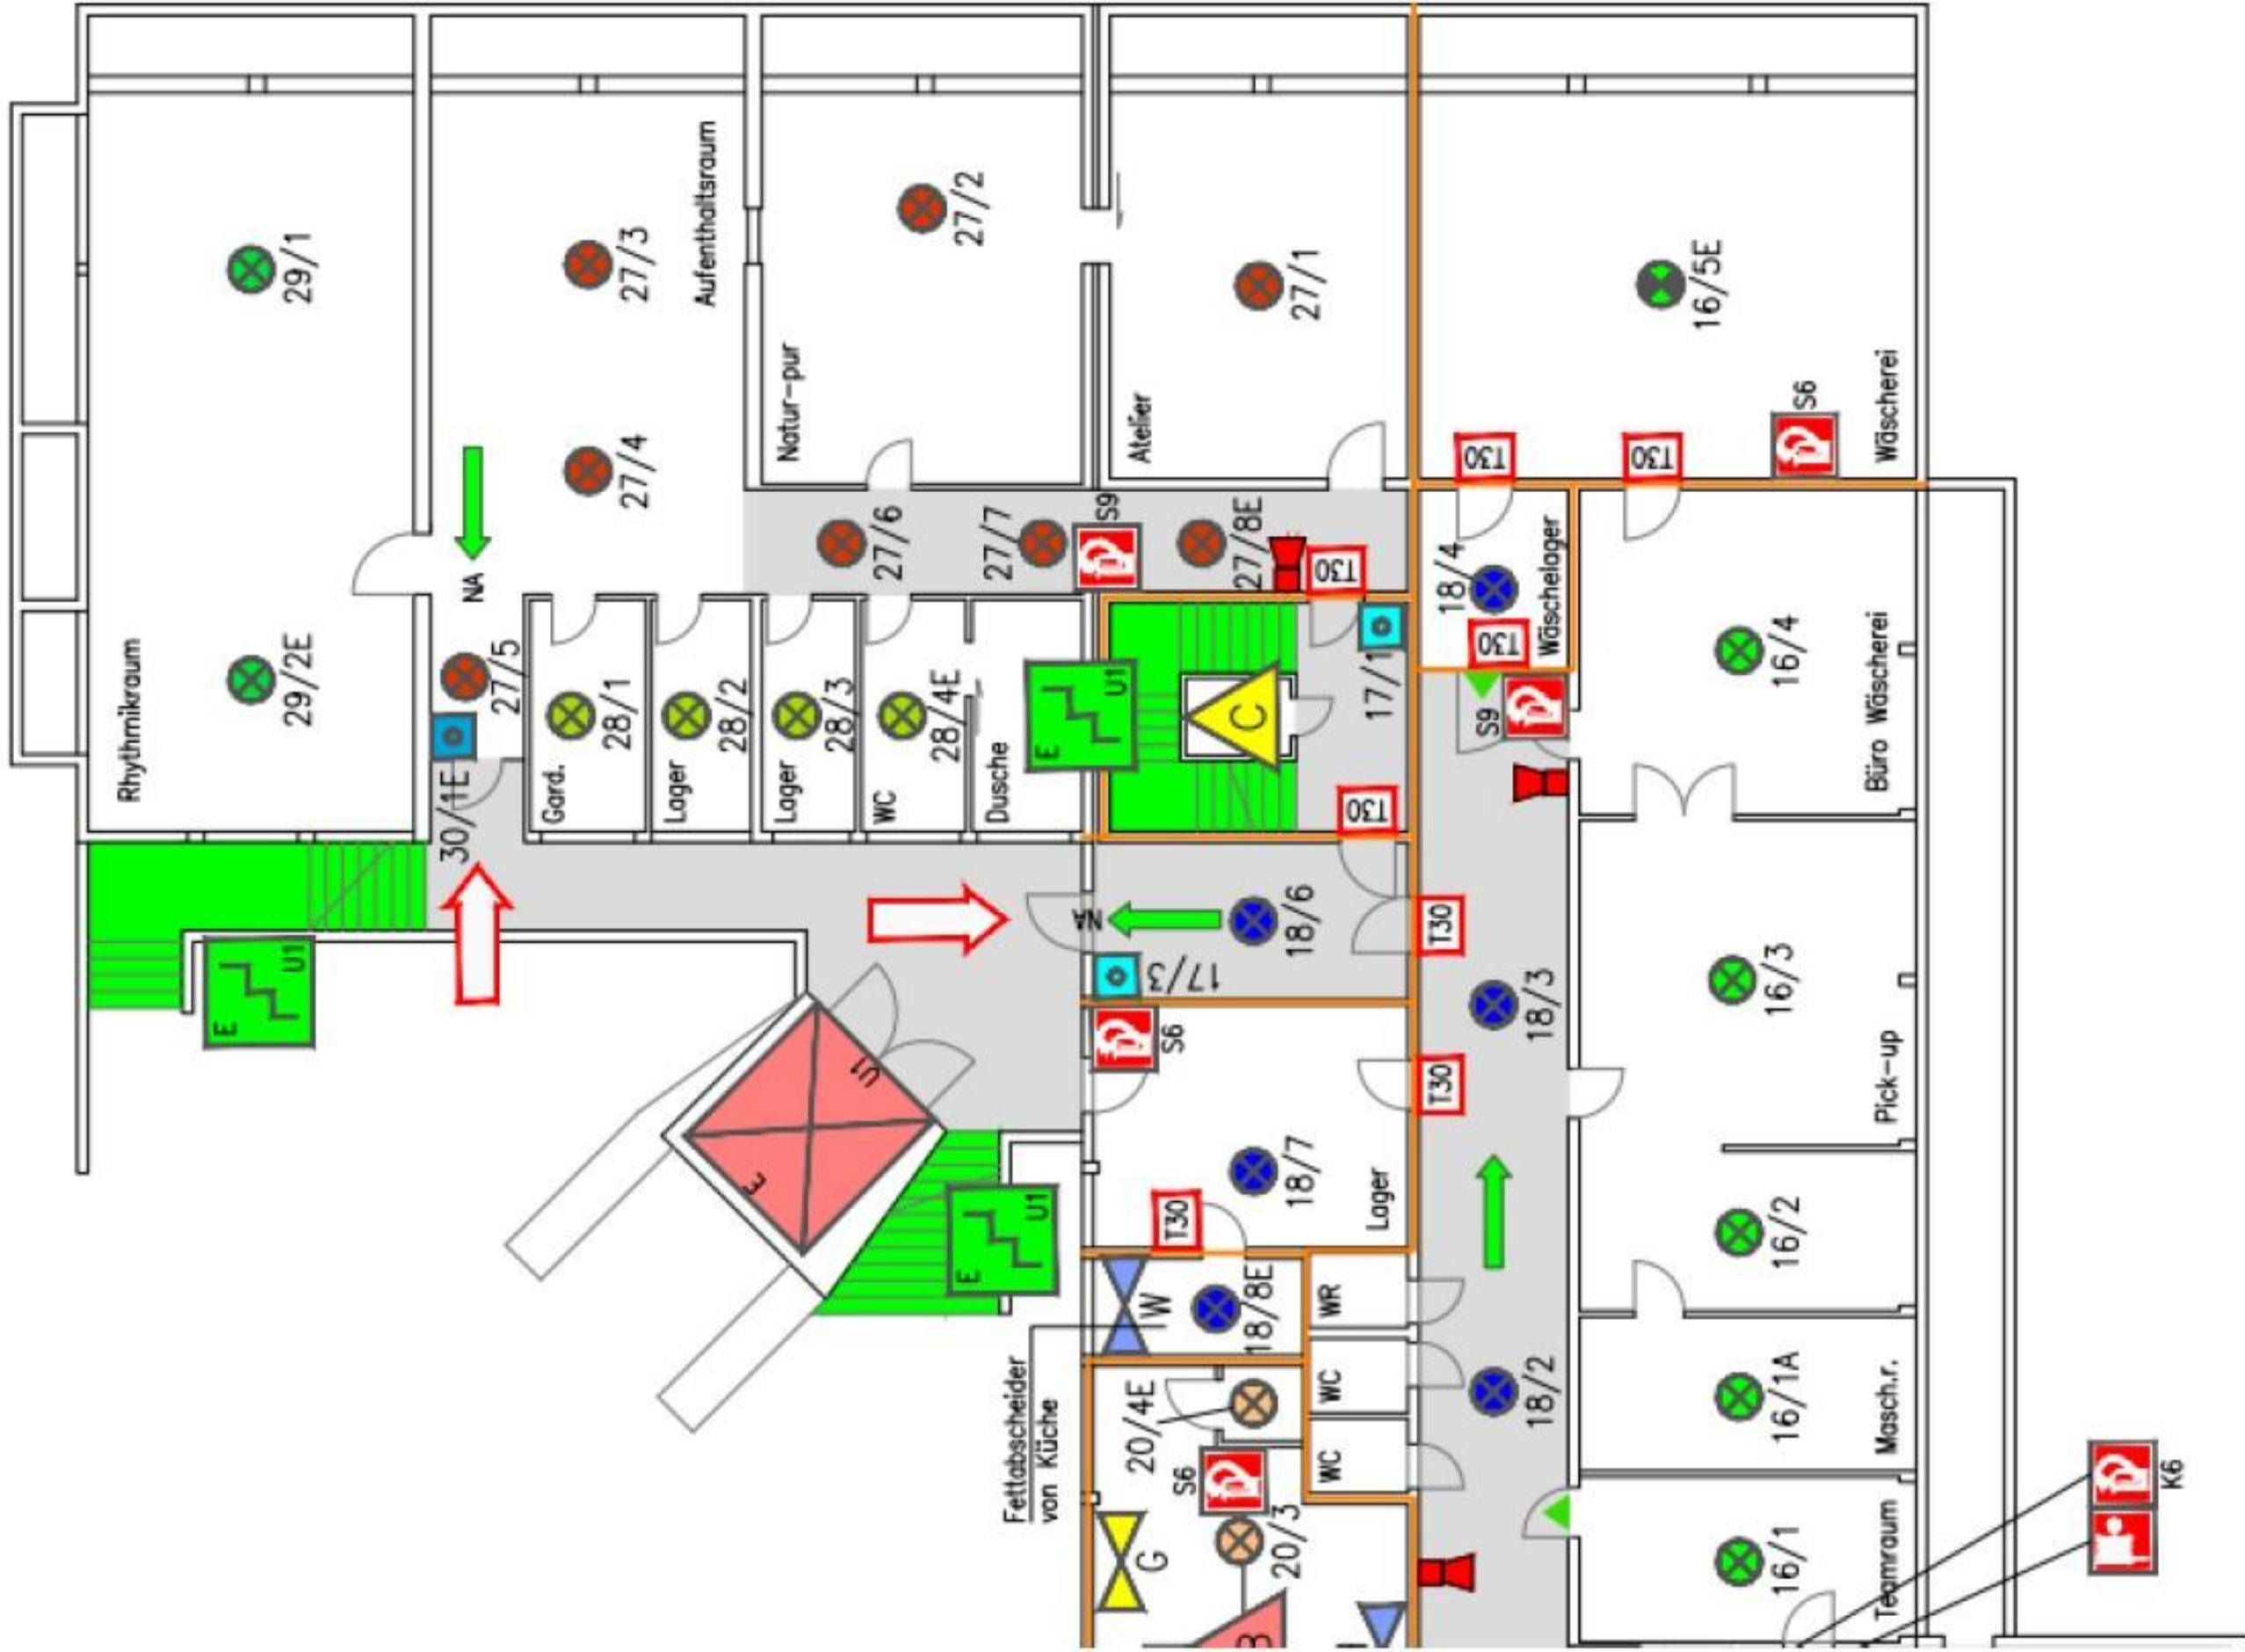 Rhythmikraum
29/1
29/2E
Aufenthaltsraum
27/3
27/4
NA
27/5
30/1E
Natur-pur
27/2
27/6
27/7
S9
27/8E
T30
Atelier
27/1
Gard.
28/1
Lager
28/2
Lager
28/3
WC
28/4E
Dusche
E
U1
C
17/1
T30
E
U1
U1
E
E
U1
NA
17/3
18/6
T30
S6
18/7
Lager
T30
T30
W
18/8E
Fettabscheider
von Küche
WR
WC
WC
20/4E
S6
20/3
G
B
16/5E
S6
Wäscherei
T30
T30
18/4
T30
Wäschelager
S9
16/4
Büro Wäscherei
18/3
16/3
Pick-up
16/2
18/2
16/1A
Masch.r.
16/1
Teamraum
K6